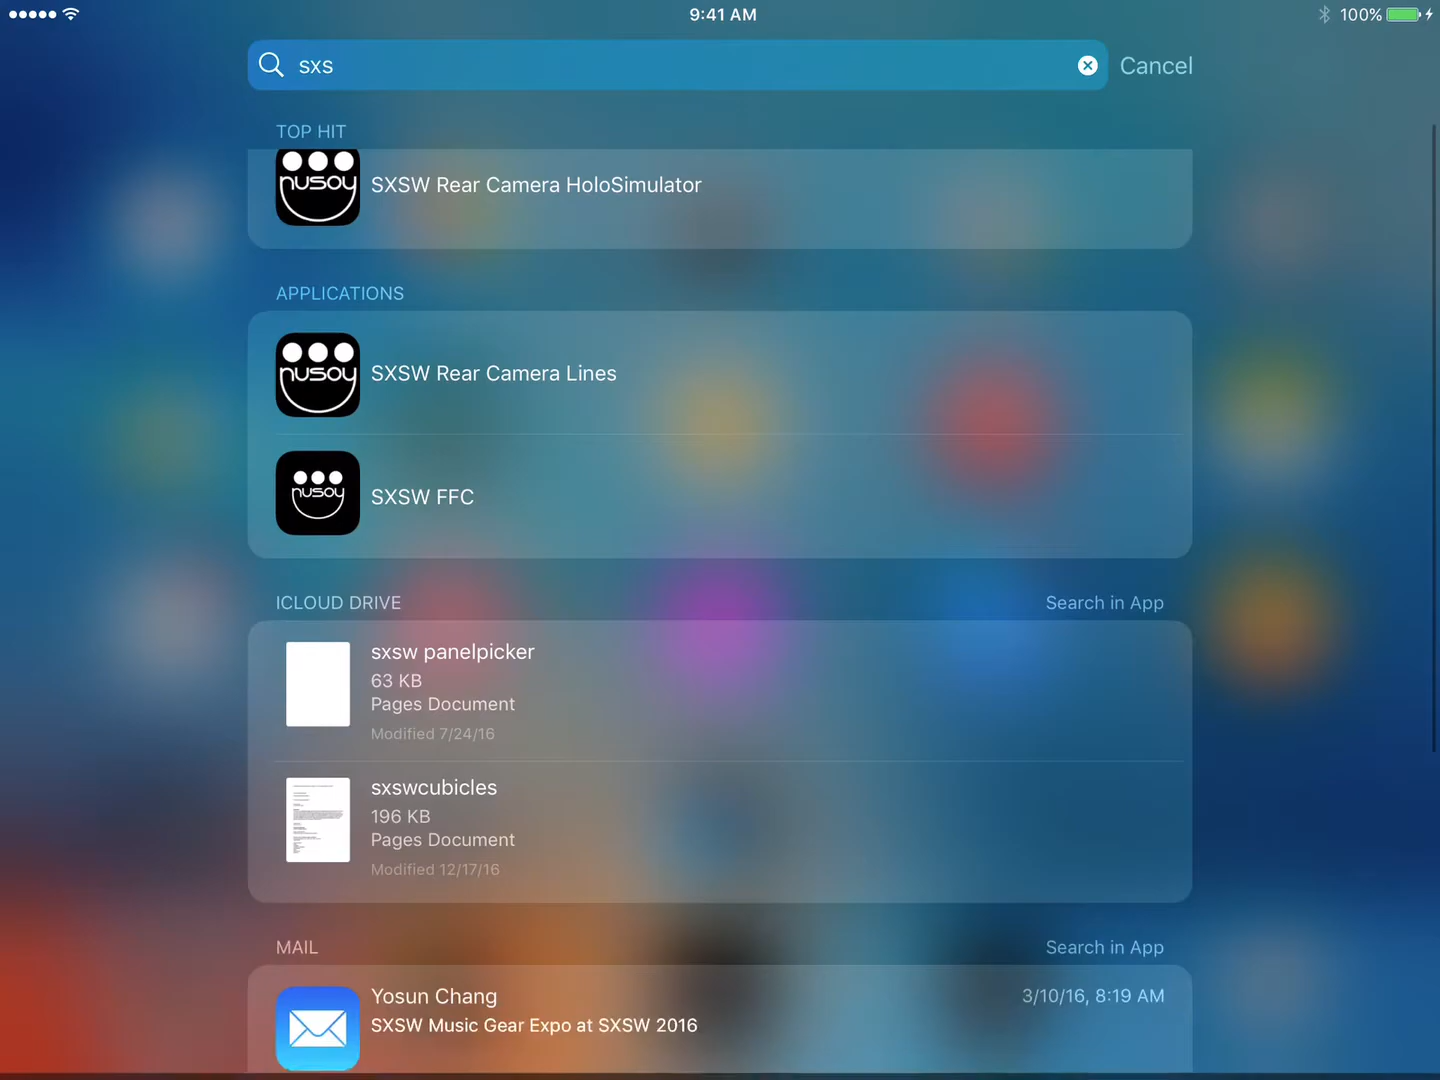 9:41 AM
100%
sxs
Cancel
TOP HIT
nusoy
SXSW Rear Camera HoloSimulator
APPLICATIONS
nusoy
SXSW Rear Camera Lines
nusoy
SXSW FFC
ICLOUD DRIVE
Search in App
sxsw panelpicker
63 KB
Pages Document
Modified 7/24/16
sxswcubicles
196 KB
Pages Document
Modified 12/17/16
MAIL
Search in App
Yosun Chang
3/10/16, 8:19 AM
SXSW Music Gear Expo at SXSW 2016